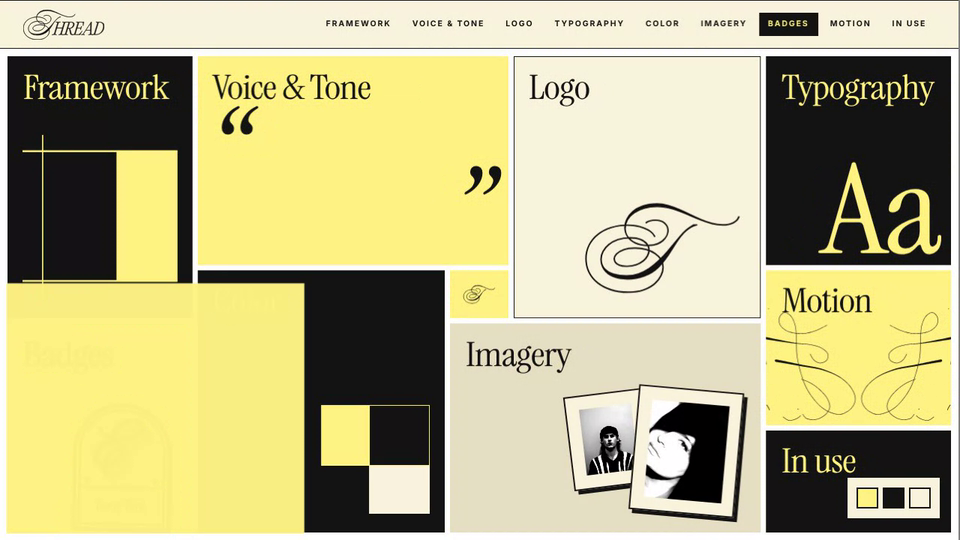 THREAD
FRAMEWORK
VOICE & TONE
LOGO
TYPOGRAPHY
COLOR
IMAGERY
BADGES
MOTION
IN USE
Framework
Voice & Tone
“
”
Logo
T
Typography
Aa
T
Motion
Badges
Imagery
In use